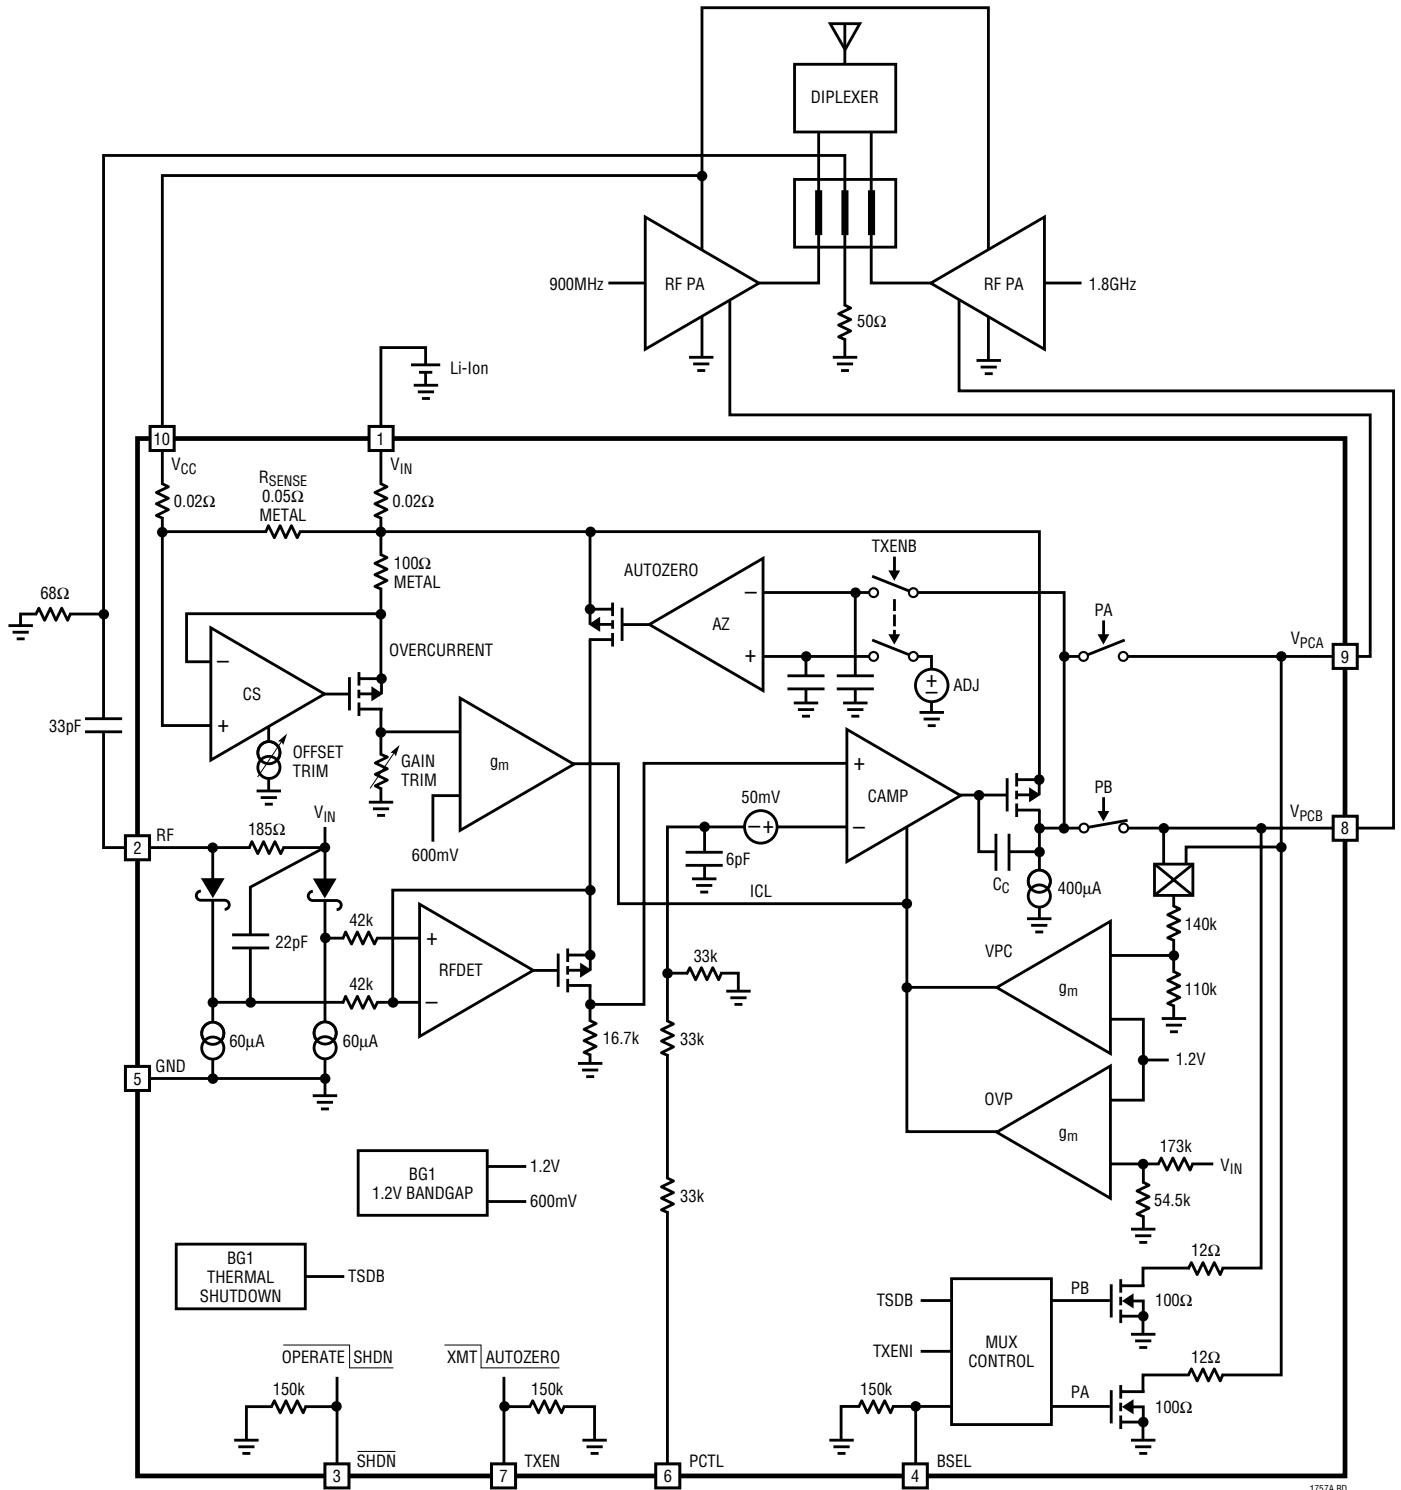 DIPLEXER
900MHz
RF PA
RF PA
1.8GHz
50Ω
Li-Ion
10
1
VCC
VIN
RSENSE
0.05Ω
METAL
0.02Ω
0.02Ω
100Ω
METAL
AUTOZERO
TXENB
68Ω
AZ
−
+
PA
VPCA
9
OVERCURRENT
−
CS
+
+
−
ADJ
33pF
OFFSET
TRIM
GAIN
TRIM
gm
CAMP
+
−
50mV
−+
PB
VPCB
8
VIN
600mV
2
RF
185Ω
6pF
ICL
CC
400µA
42k
22pF
42k
+
RFDET
−
33k
VPC
gm
140k
110k
60µA
60µA
16.7k
33k
1.2V
5
GND
OVP
gm
173k
VIN
54.5k
BG1
1.2V BANDGAP
1.2V
600mV
33k
BG1
THERMAL
SHUTDOWN
TSDB
12Ω
PB
100Ω
TSDB
TXENI
MUX
CONTROL
12Ω
PA
100Ω
OPERATE SHDN
XMT AUTOZERO
150k
150k
150k
3
SHDN
7
TXEN
6
PCTL
4
BSEL
1757A BD